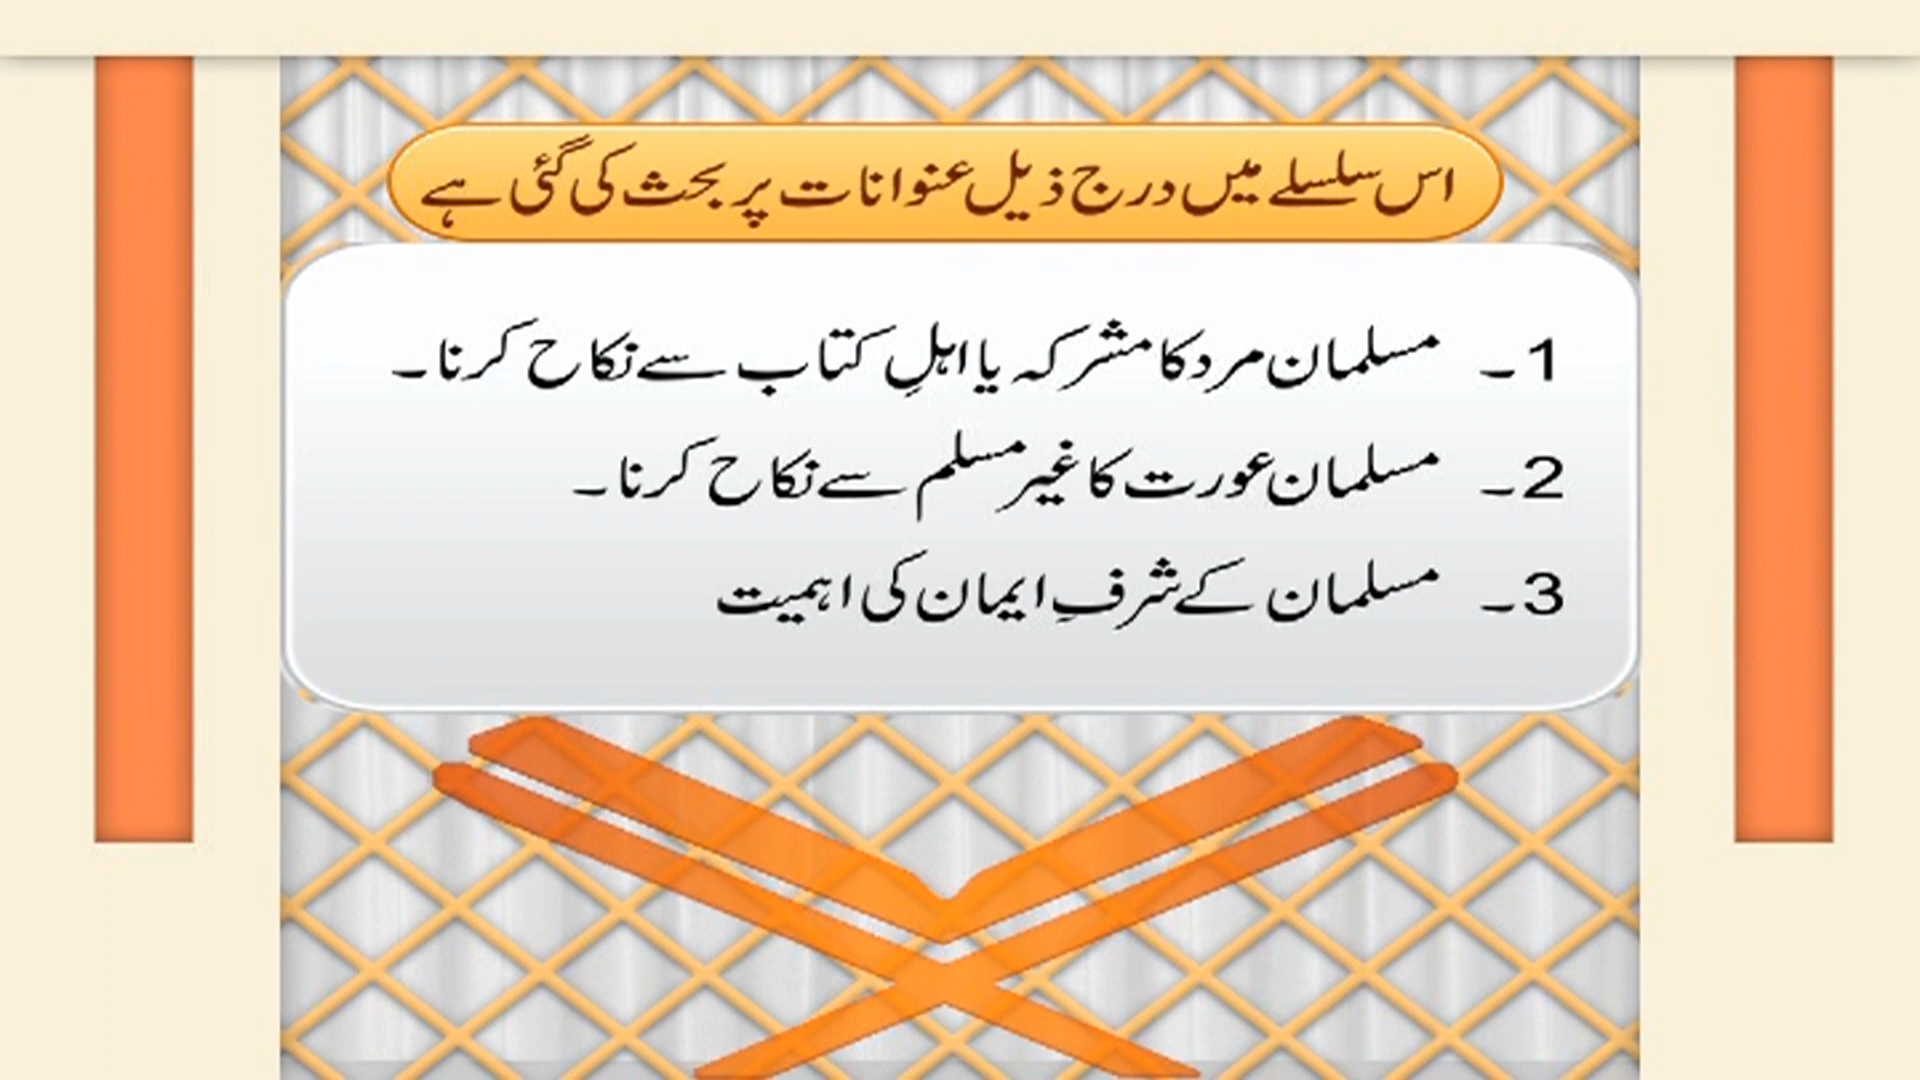 اس سلسلے میں درج ذیل عنوانات پر بحث کی گئی ہے
1۔ مسلمان مرد کا مشرکہ یا اہلِ کتاب سے نکاح کرنا۔
2۔ مسلمان عورت کا غیر مسلم سے نکاح کرنا۔
3۔ مسلمان کے شرفِ ایمان کی اہمیت